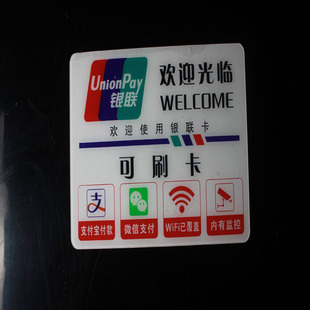 UnionPay
银联
欢迎光临
WELCOME
欢迎使用银联卡
可刷卡
支
支付宝付款
微信支付
WiFi已覆盖
内有监控